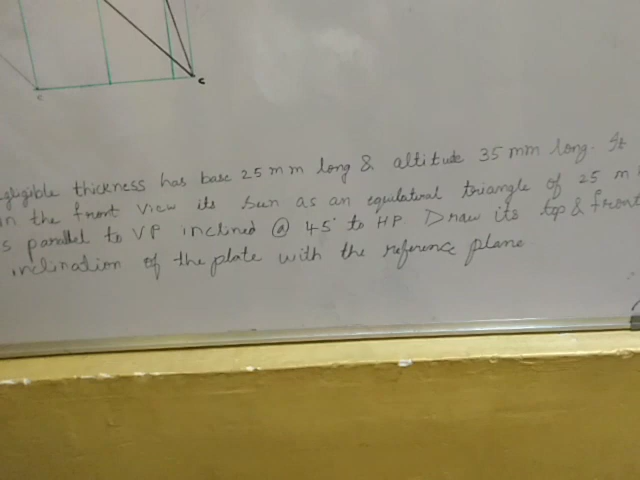 c
c
negligible thickness has base 25 mm long & altitude 35 mm long. It
in the front view its seen as an equilateral triangle of 25 m
s parallel to VP inclined @ 45° to HP Draw its top & front
inclination of the plate with the reference plane